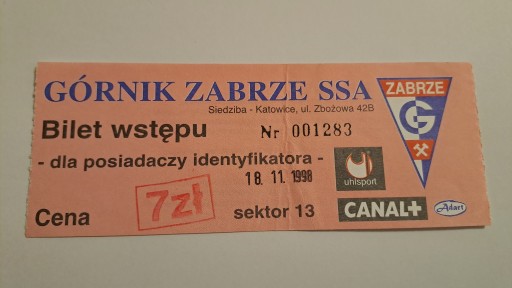 GÓRNIK ZABRZE SSA
Siedziba - Katowice, ul. Zbożowa 42B
ZABRZE
G
Bilet wstępu Nr 001283
- dla posiadaczy identyfikatora -
18. 11. 1998
uhlsport
Cena 7zł sektor 13
CANAL+
Adart